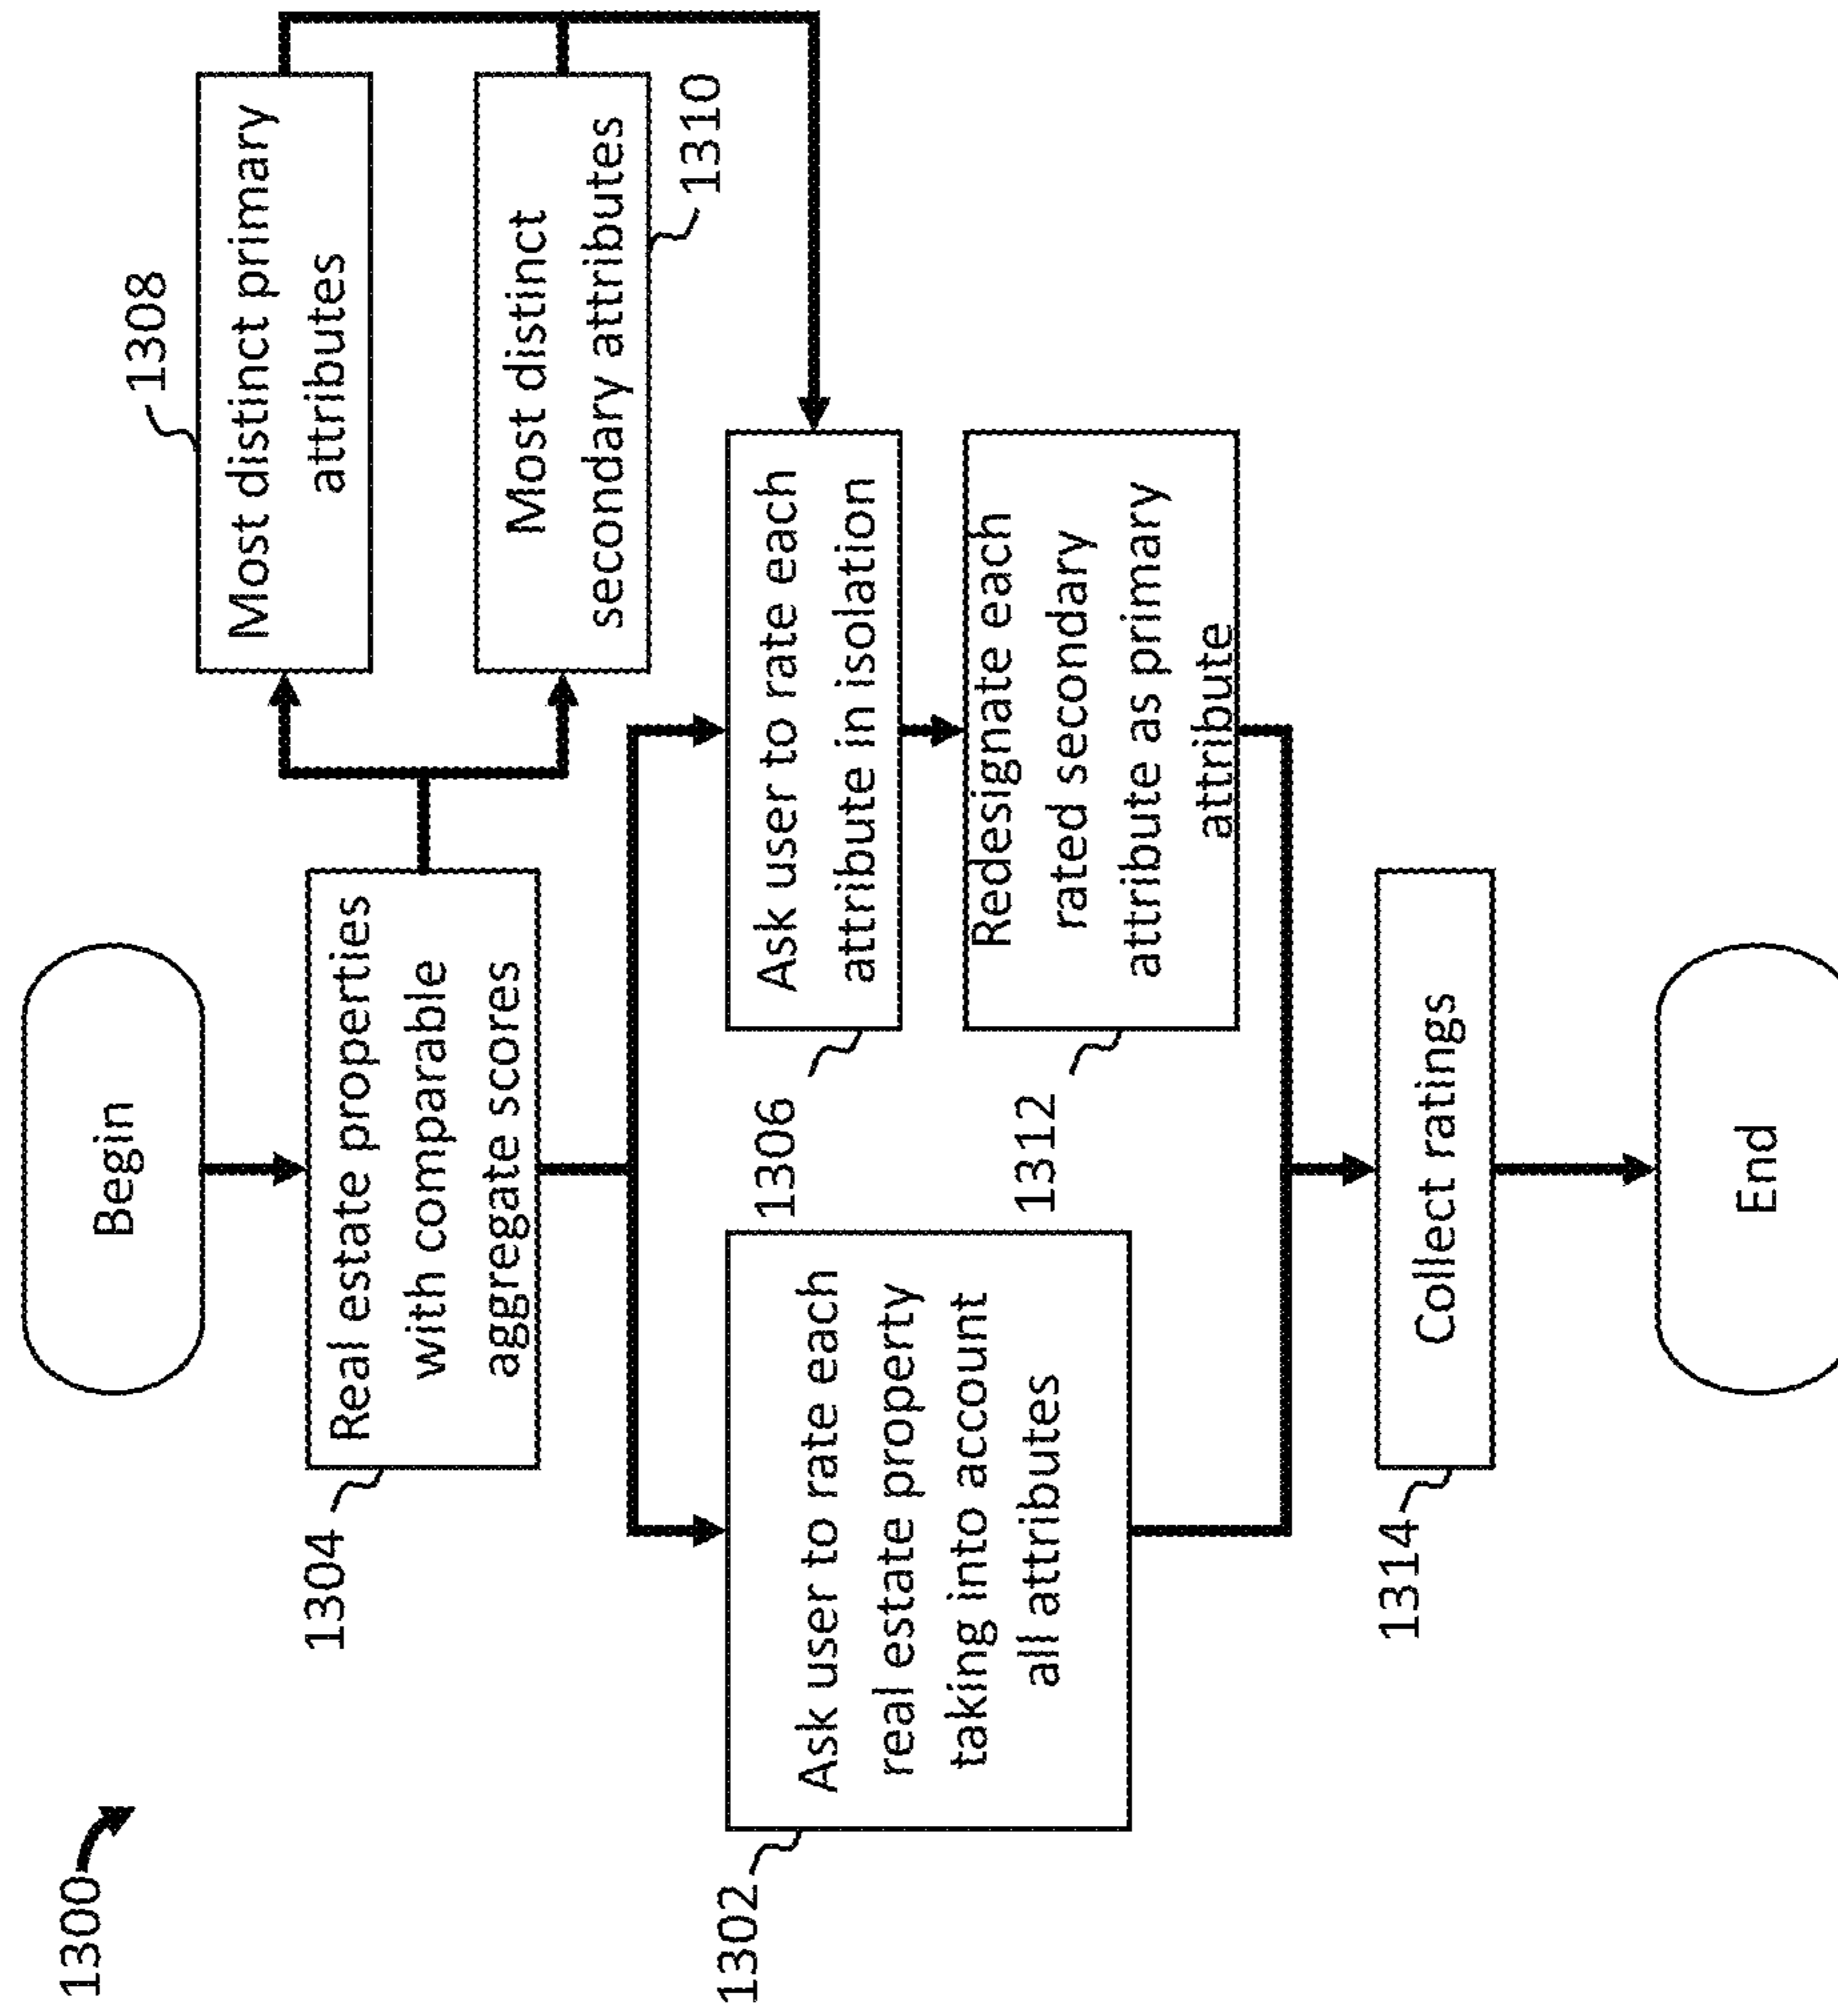 1300
Begin
1304
Real estate properties
with comparable
aggregate scores
1308
Most distinct primary
attributes
Most distinct
secondary attributes
1310
1302
Ask user to rate each
real estate property
taking into account
all attributes
1306
Ask user to rate each
attribute in isolation
1312
Redesignate each
rated secondary
attribute as primary
attribute
1314
Collect ratings
End